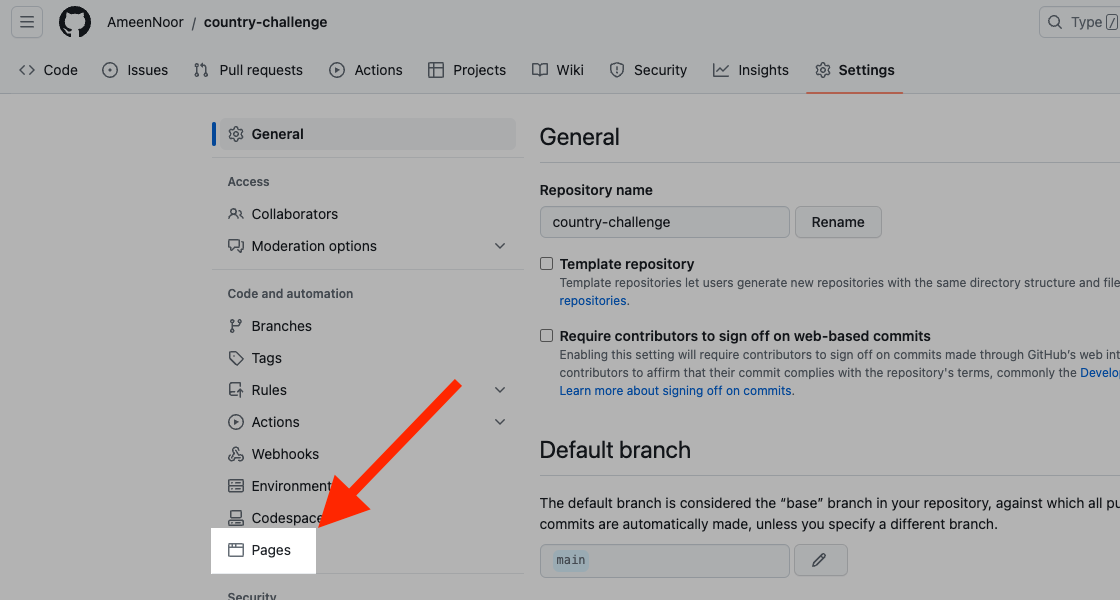 AmeenNoor / country-challenge
Type /
Code Issues Pull requests Actions Projects Wiki Security Insights Settings
General
Access
Collaborators
Moderation options
Code and automation
Branches
Tags
Rules
Actions
Webhooks
Environment
Codespace
Pages
Security
General
Repository name
country-challenge Rename
Template repository
Template repositories let users generate new repositories with the same directory structure and file
repositories.
Require contributors to sign off on web-based commits
Enabling this setting will require contributors to sign off on commits made through GitHub's web int
contributors to affirm that their commit complies with the repository's terms, commonly the Develop
Learn more about signing off on commits.
Default branch
The default branch is considered the “base” branch in your repository, against which all pu
commits are automatically made, unless you specify a different branch.
main